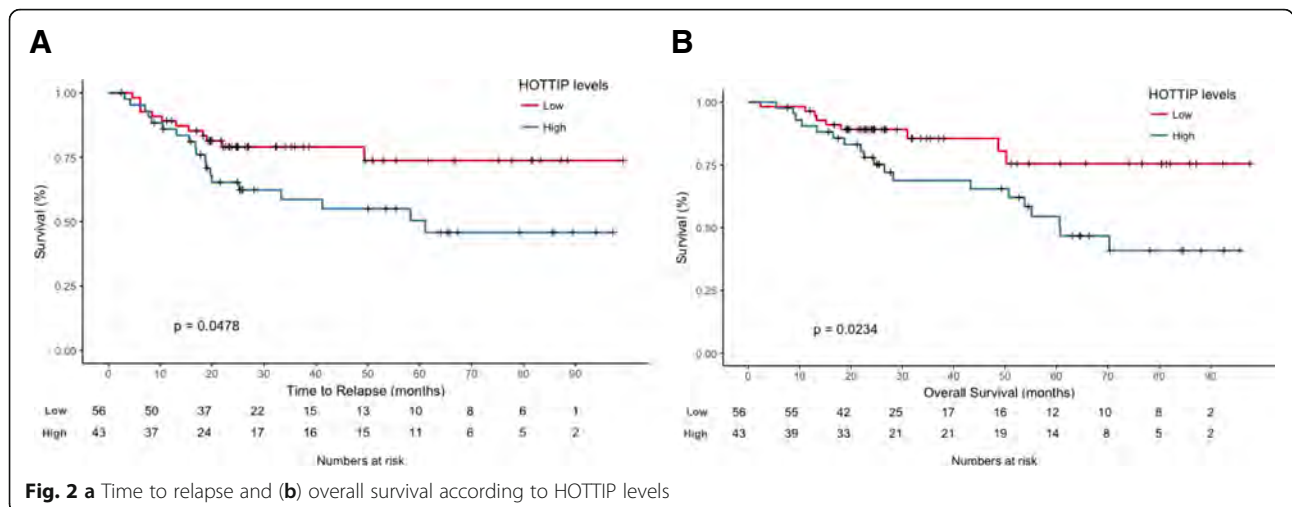 A
HOTTIP levels
Low
High
1.00
0.75
0.50
0.25
0.00
Survival (%)
p = 0.0478
0 10 20 30 40 50 60 70 80 90
Time to Relapse (months)
Low 56 50 37 22 15 13 10 8 6 1
High 43 37 24 17 16 15 11 6 5 2
Numbers at risk
B
HOTTIP levels
Low
High
1.00
0.75
0.50
0.25
0.00
Survival (%)
p = 0.0234
0 10 20 30 40 50 60 70 80 90
Overall Survival (months)
Low 56 55 42 25 17 16 12 10 8 2
High 43 39 33 21 21 19 14 8 5 2
Numbers at risk
Fig. 2 a Time to relapse and (b) overall survival according to HOTTIP levels